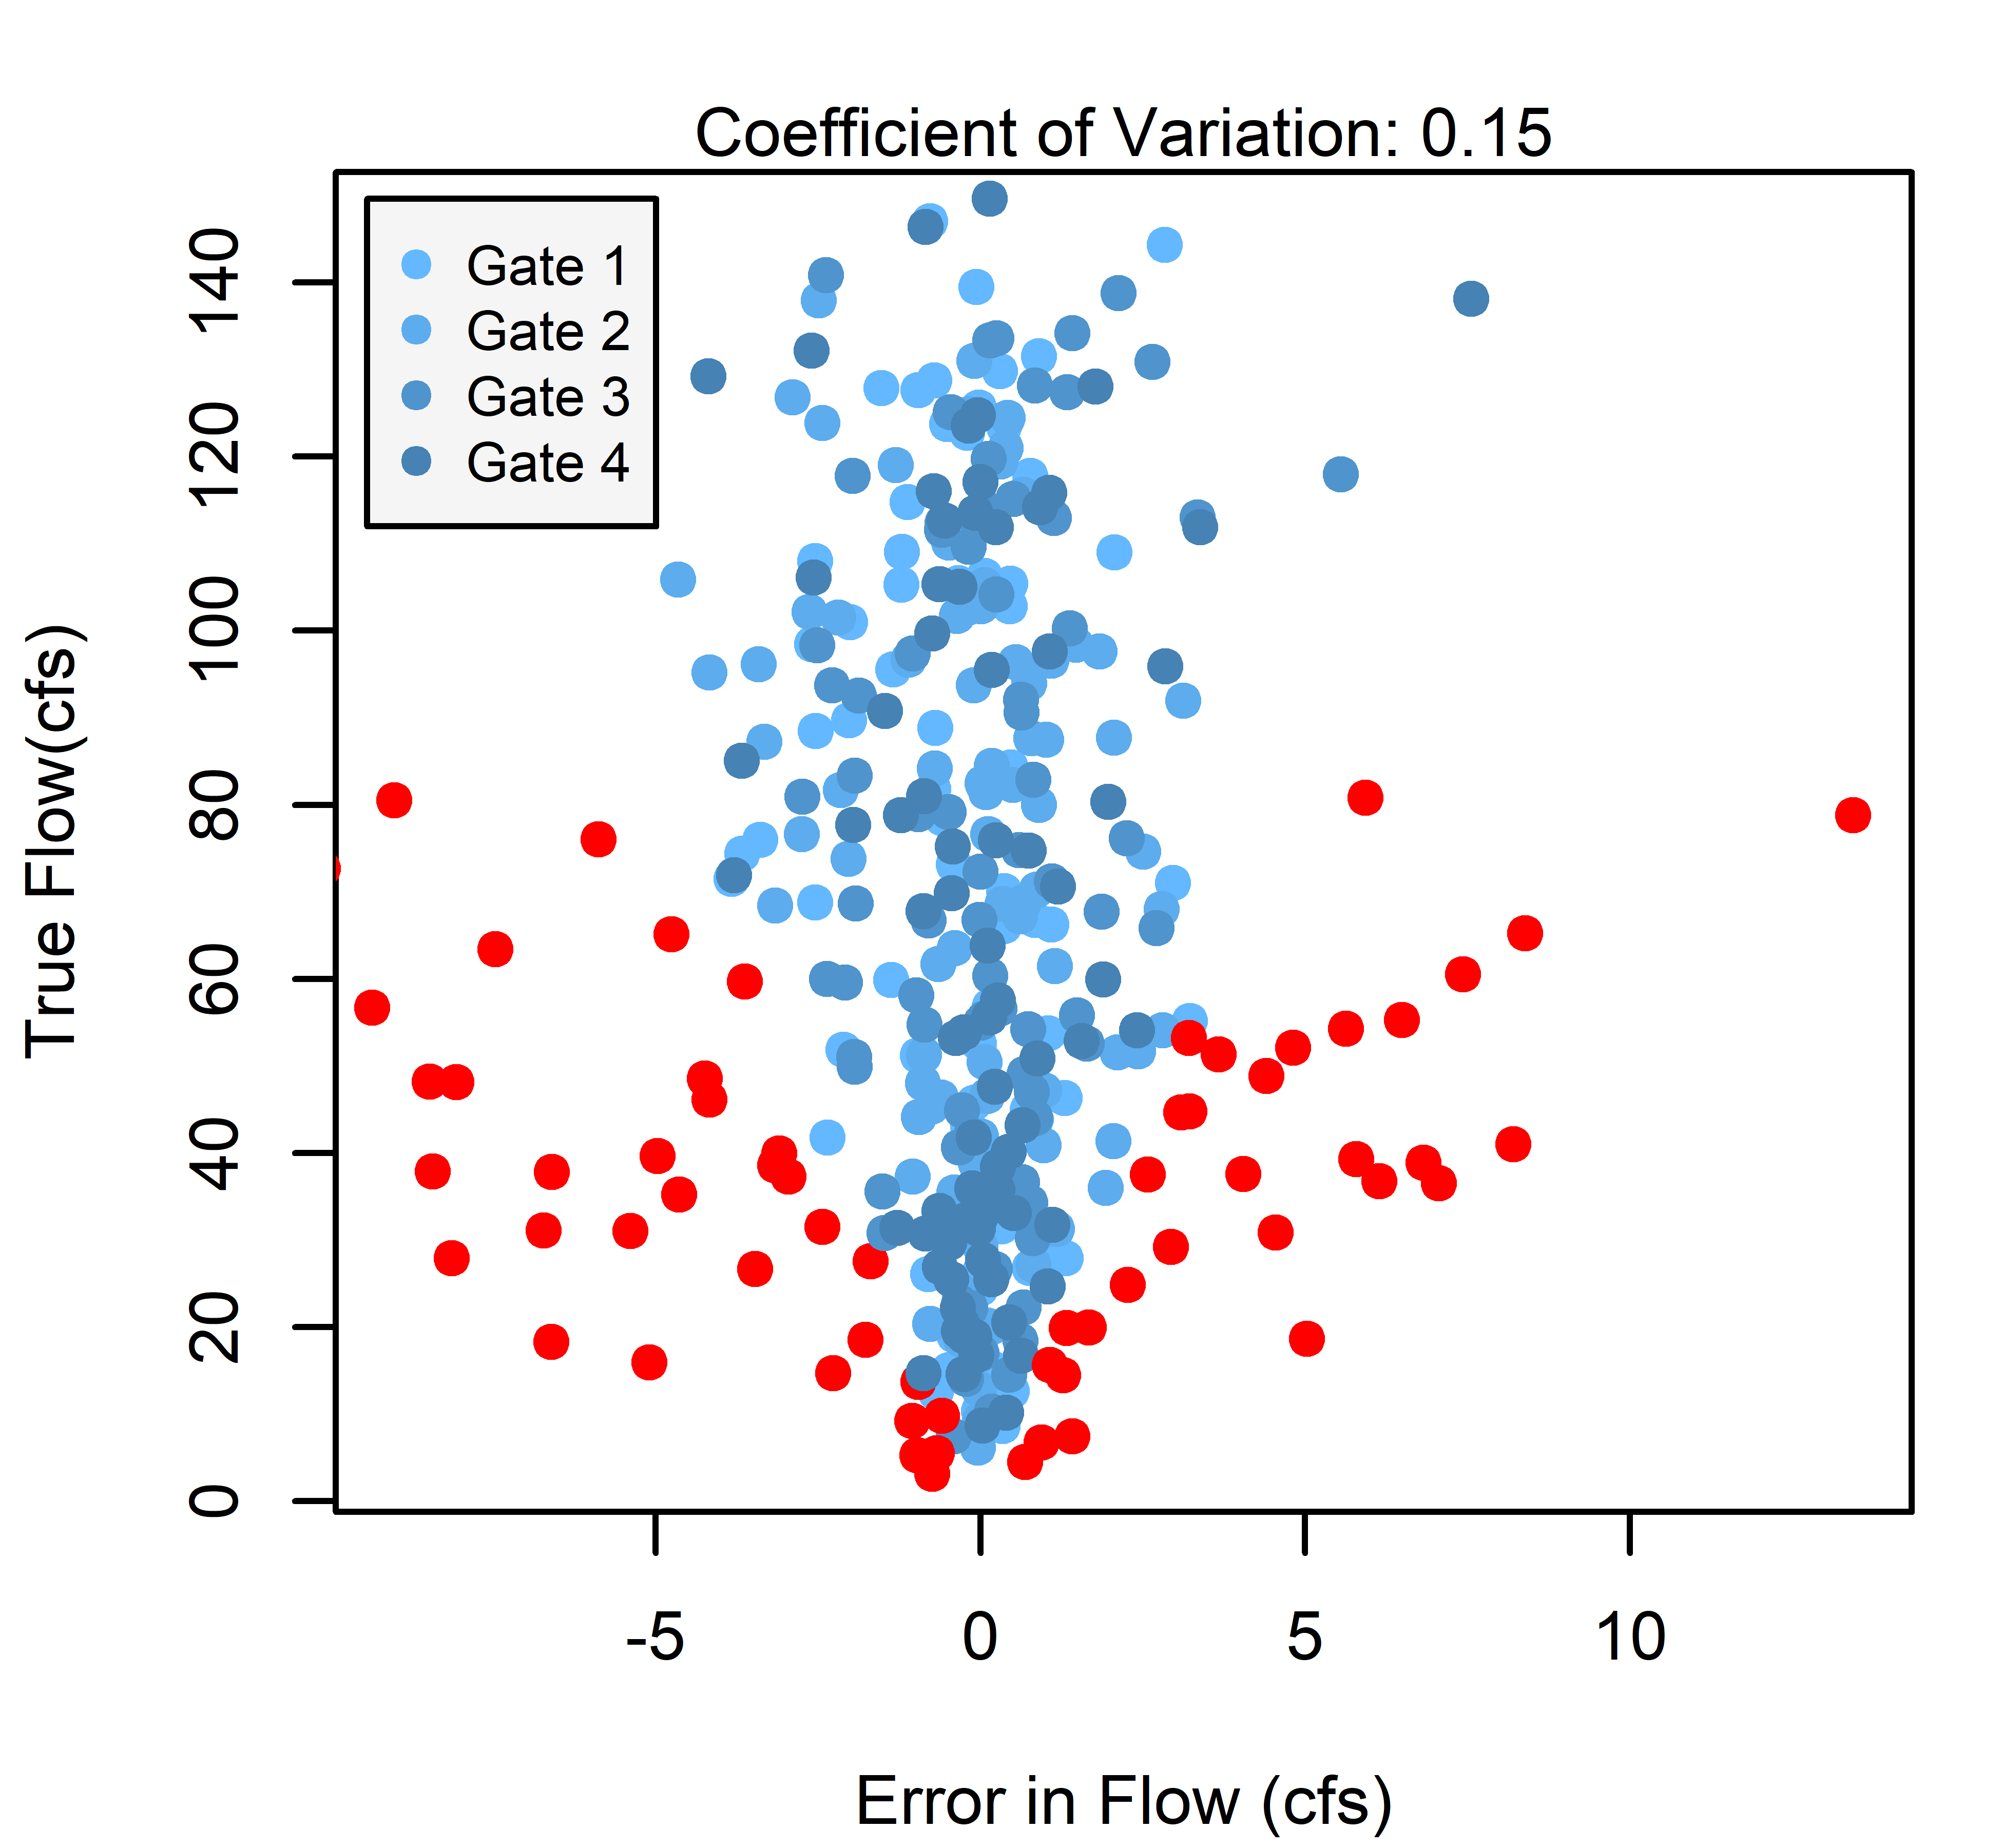 Coefficient of Variation: 0.15
Gate 1
Gate 2
Gate 3
Gate 4
True Flow(cfs)
140
120
100
80
60
40
20
0
-5 0 5 10
Error in Flow (cfs)